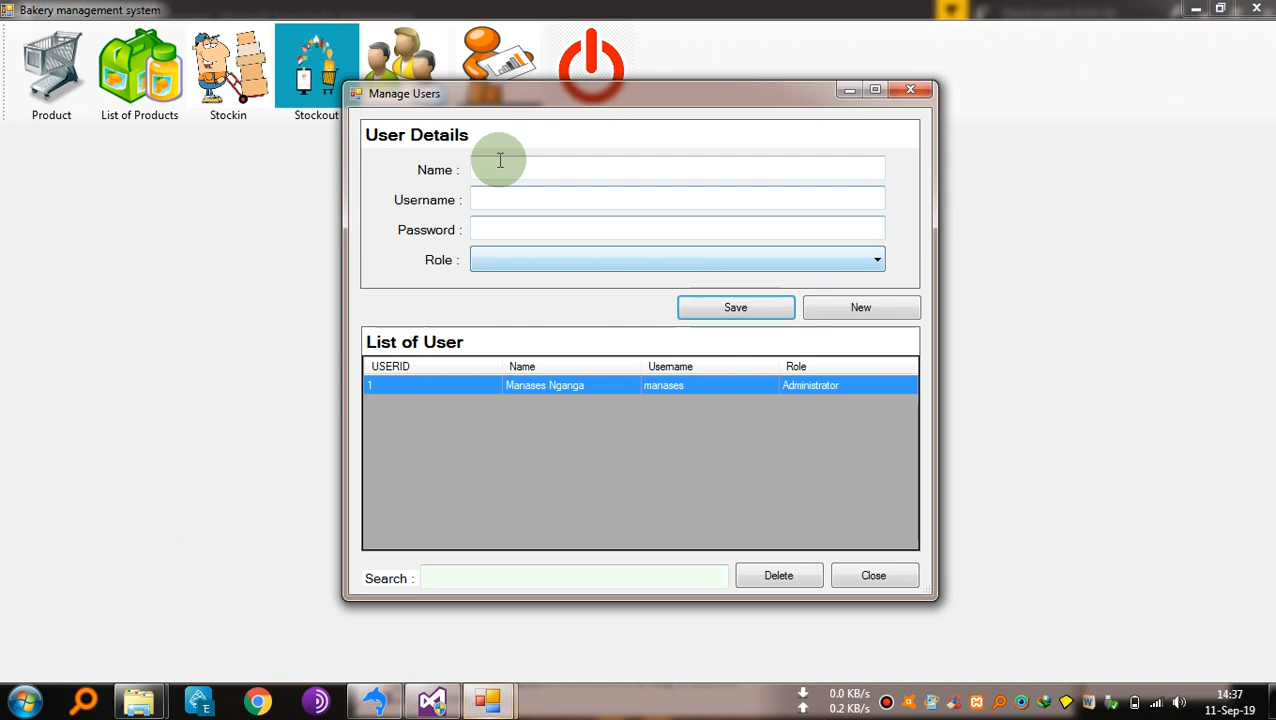 Bakery management system
Product
List of Products
Stockin
Stockout
Manage Users
User Details
Name :
Username :
Password :
Role :
Save
New
List of User
USERID Name Username Role
1 Manases Nganga manases Administrator
Search :
Delete
Close
0.0 KB/s
0.2 KB/s
14:37
11-Sep-19